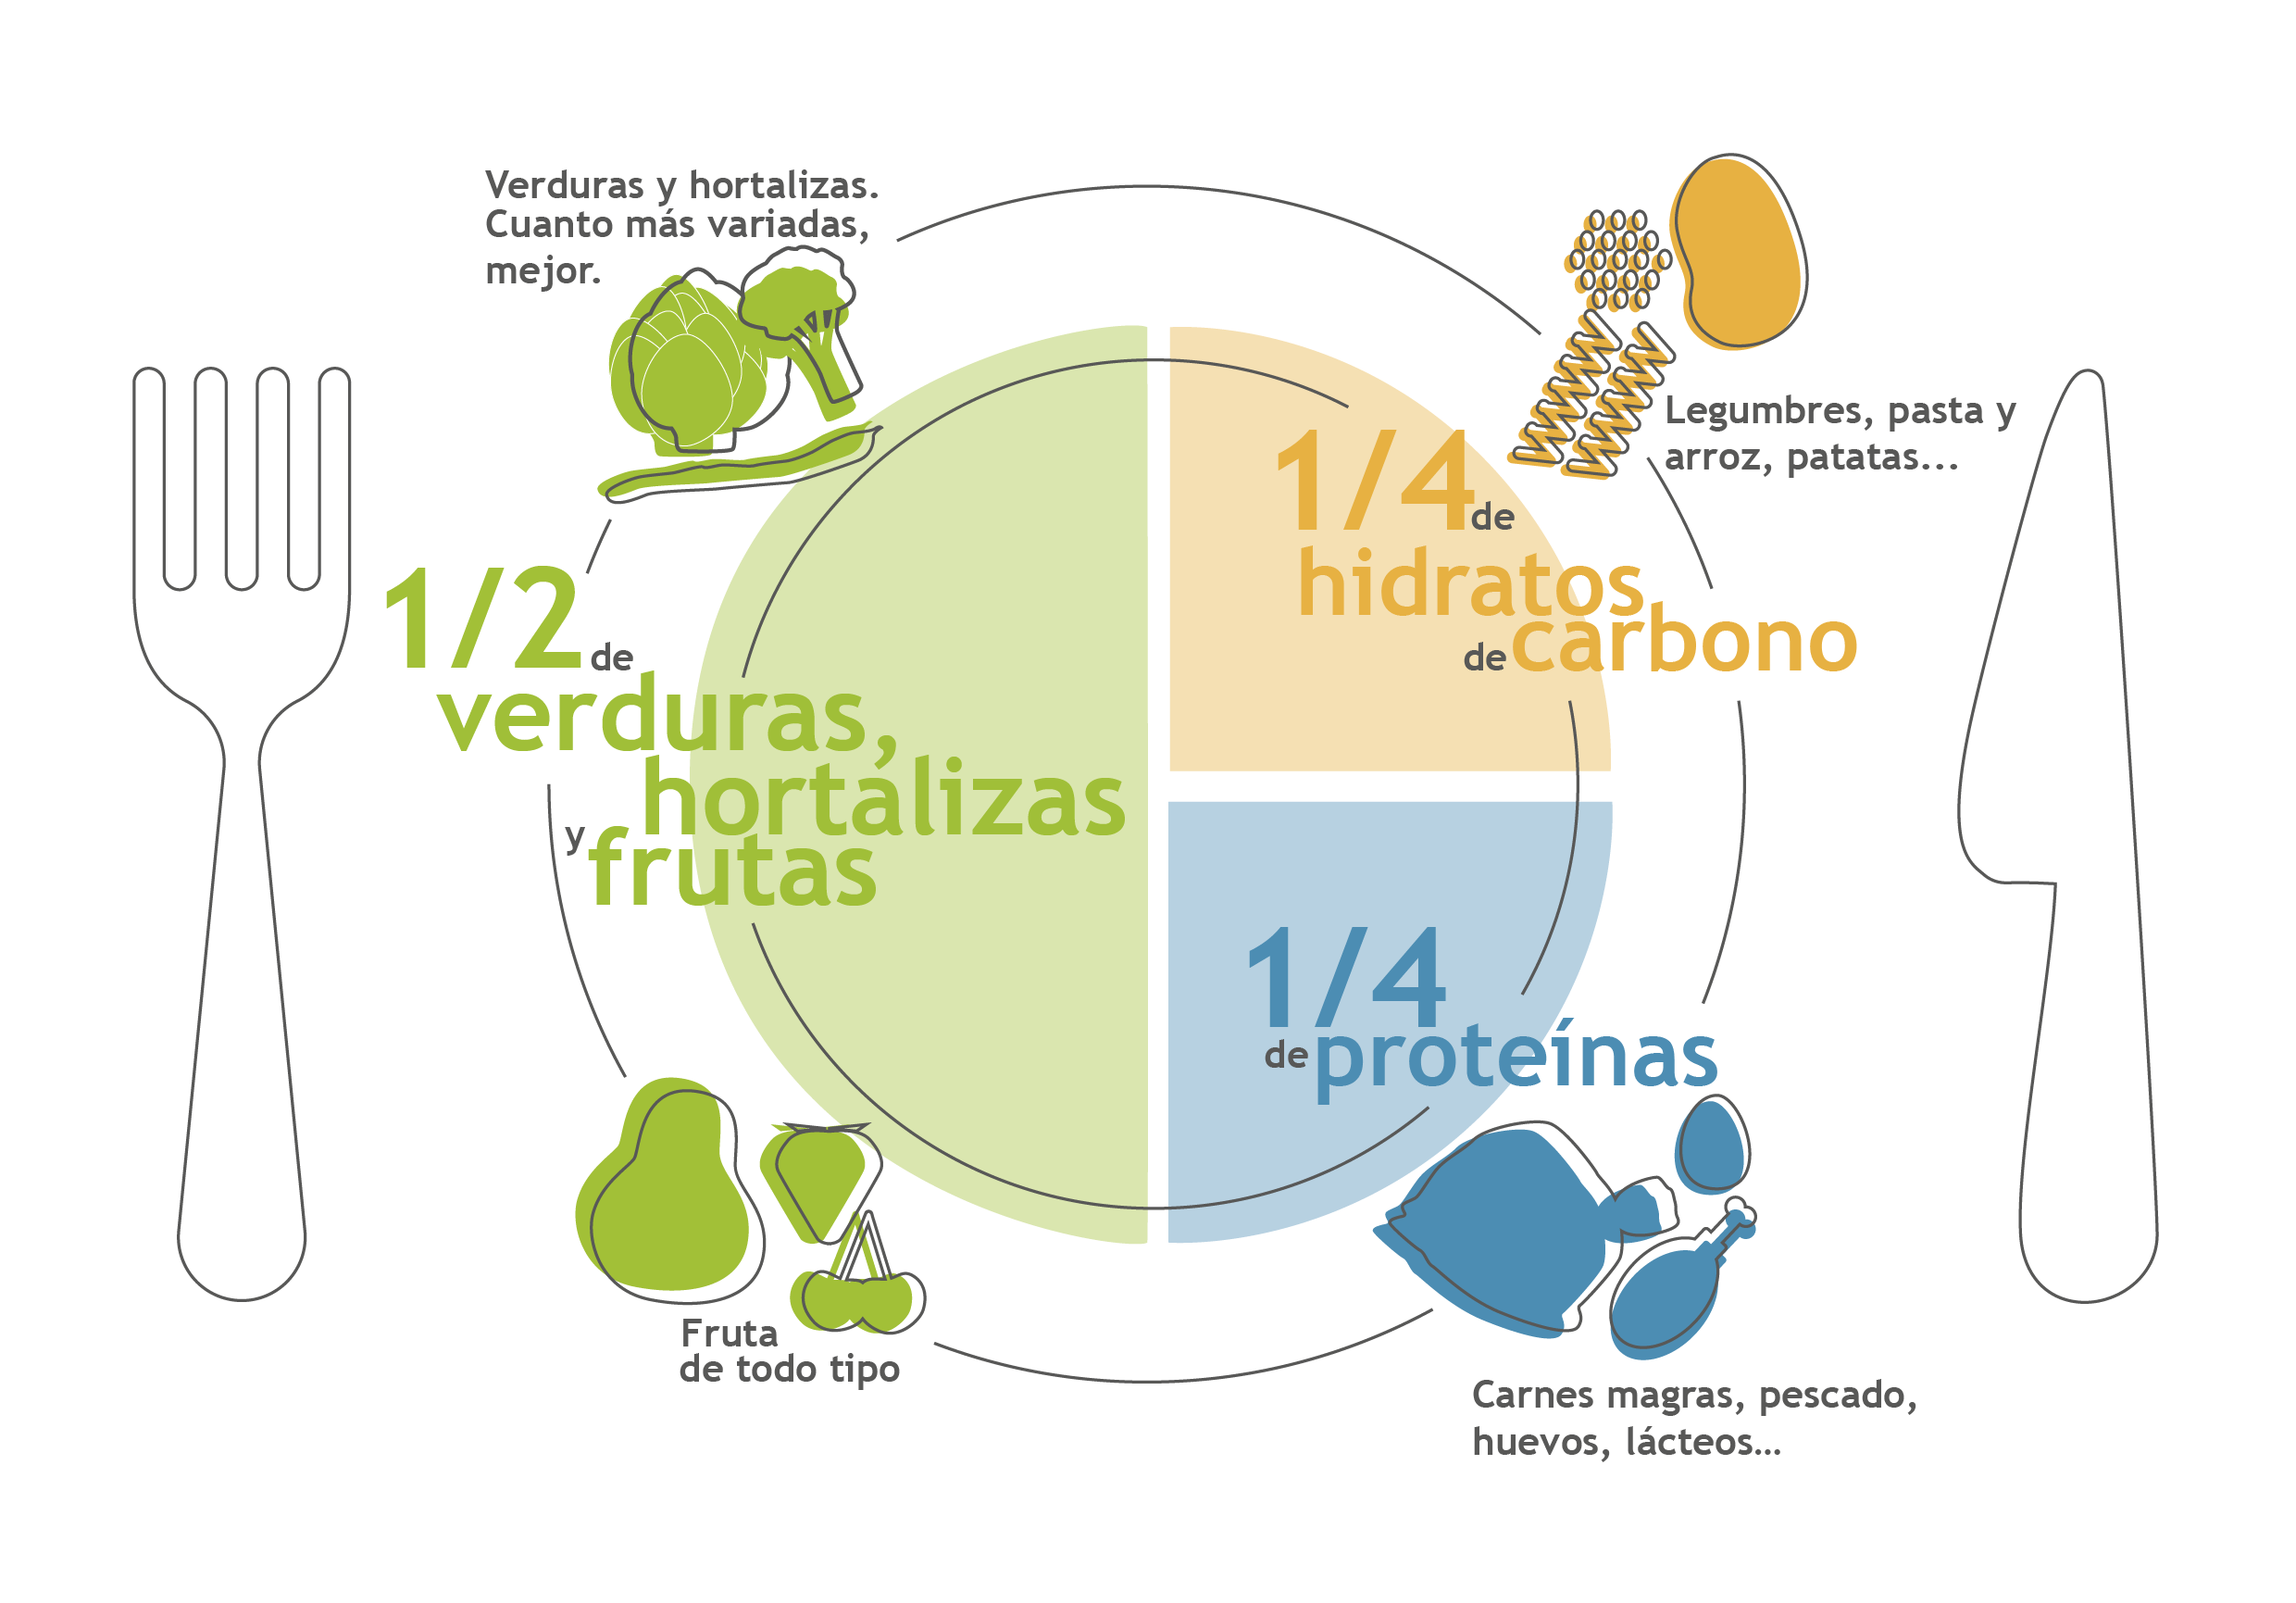 Verduras y hortalizas.
Cuanto más variadas,
mejor.
1/2 de
verduras,
hortalizas
y frutas
Fruta
de todo tipo
Legumbres, pasta y
arroz, patatas...
1/4 de
hidratos
de carbono
1/4
de proteínas
Carnes magras, pescado,
huevos, lácteos...